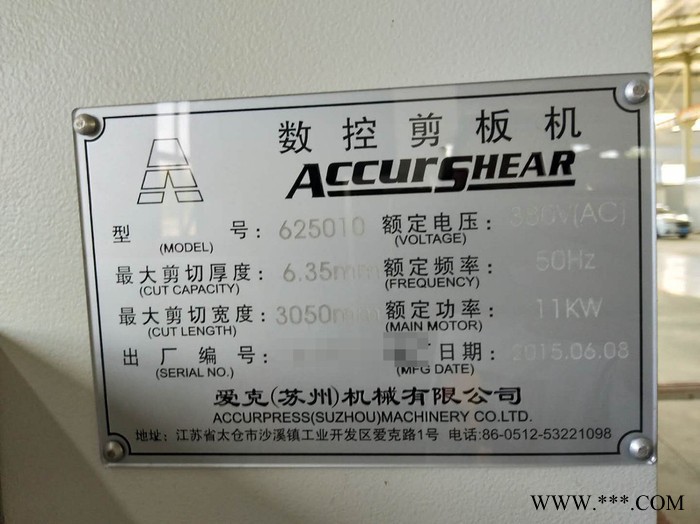 数控剪板机
ACCURSHEAR
型 号: 625010 额定电压: 380V(AC)
(MODEL) (VOLTAGE)
最大剪切厚度: 6.35mm 额定频率: 50Hz
(CUT CAPACITY) (FREQUENCY)
最大剪切宽度: 3050mm 额定功率: 11KW
(CUT LENGTH) (MAIN MOTOR)
出厂编号: 日期: 2015.06.08
(SERIAL NO.) (MFG DATE)
爱克(苏州)机械有限公司
ACCURPRESS(SUZHOU)MACHINERY CO.LTD.
地址: 江苏省太仓市沙溪镇工业开发区爱克路1号 电话:86-0512-53221098
WWW.***.COM